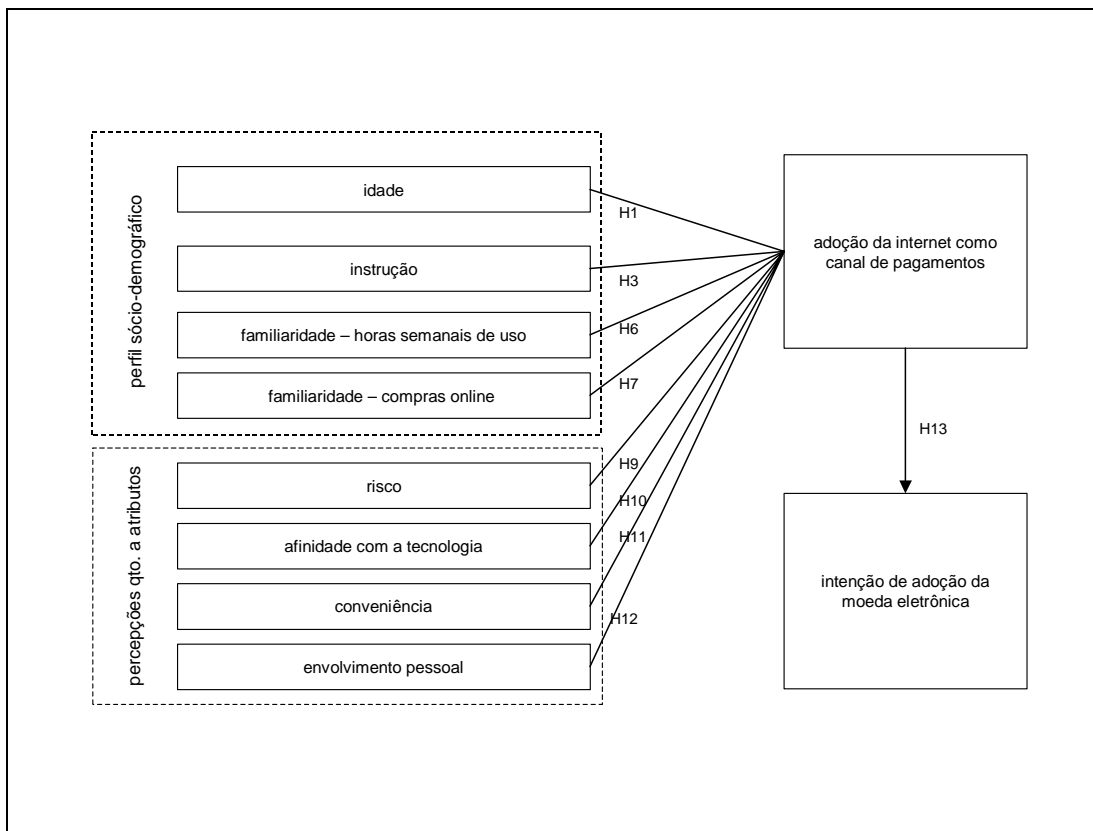 perfil sócio-demográfico
idade
instrução
familiaridade – horas semanais de uso
familiaridade – compras online
percepções qto. a atributos
risco
afinidade com a tecnologia
conveniência
envolvimento pessoal
H1
H3
H6
H7
H9
H10
H11
H12
adoção da internet como
canal de pagamentos
H13
intenção de adoção da
moeda eletrônica